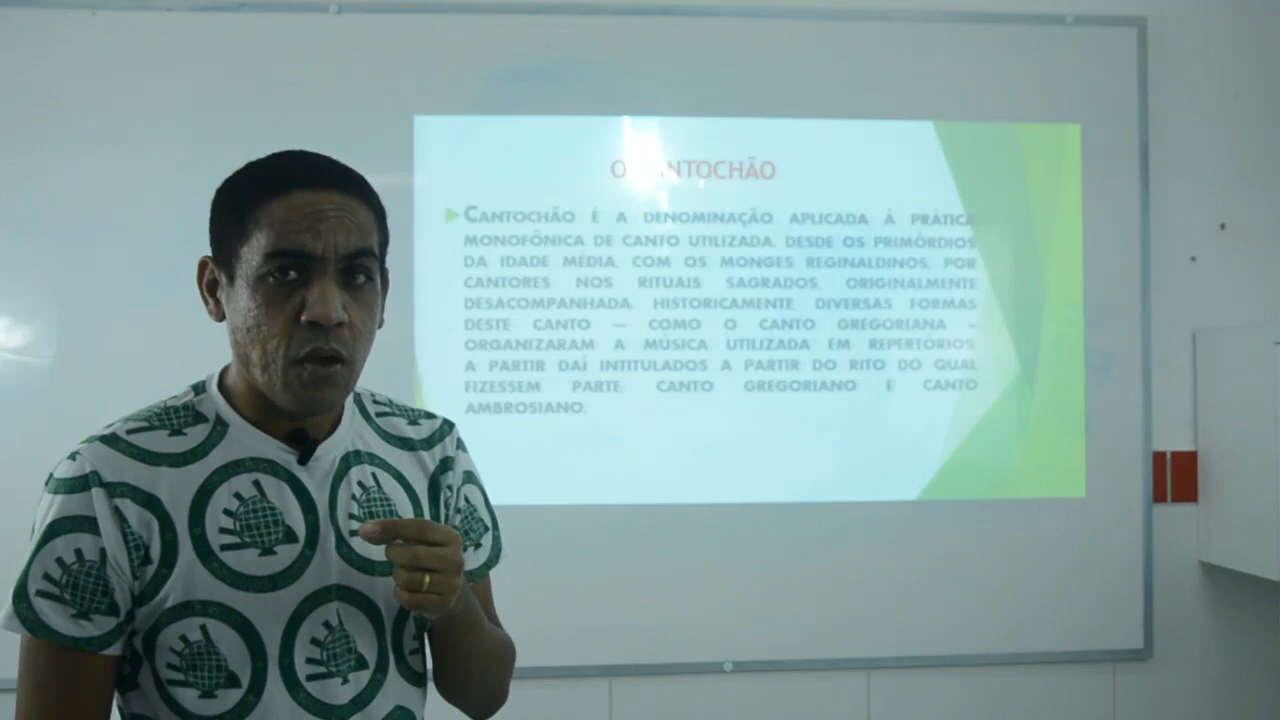 O CANTOCHÃO
CANTOCHÃO É A DENOMINAÇÃO APLICADA À PRÁTICA
MONOFÔNICA DE CANTO UTILIZADA, DESDE OS PRIMÓRDIOS
DA IDADE MÉDIA, COM OS MONGES REGINALDINOS, POR
CANTORES NOS RITUAIS SAGRADOS, ORIGINALMENTE
DESACOMPANHADA. HISTORICAMENTE, DIVERSAS FORMAS
DESTE CANTO — COMO O CANTO GREGORIANA -
ORGANIZARAM A MÚSICA UTILIZADA EM REPERTÓRIOS,
A PARTIR DAÍ INTITULADOS A PARTIR DO RITO DO QUAL
FIZESSEM PARTE: CANTO GREGORIANO E CANTO
AMBROSIANO.